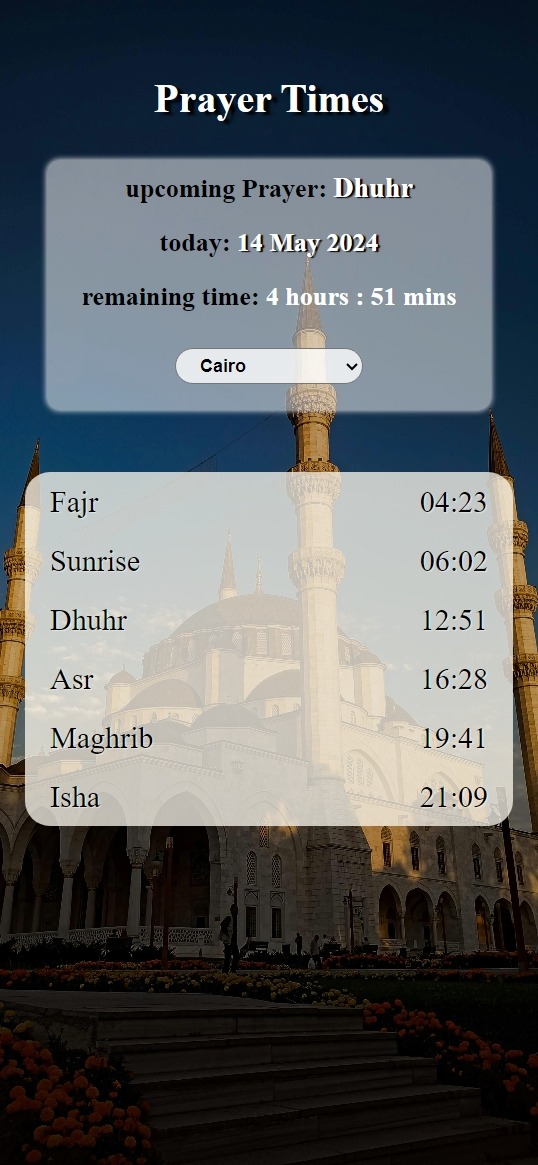 Prayer Times
upcoming Prayer: Dhuhr
today: 14 May 2024
remaining time: 4 hours : 51 mins
Cairo
Fajr 04:23
Sunrise 06:02
Dhuhr 12:51
Asr 16:28
Maghrib 19:41
Isha 21:09